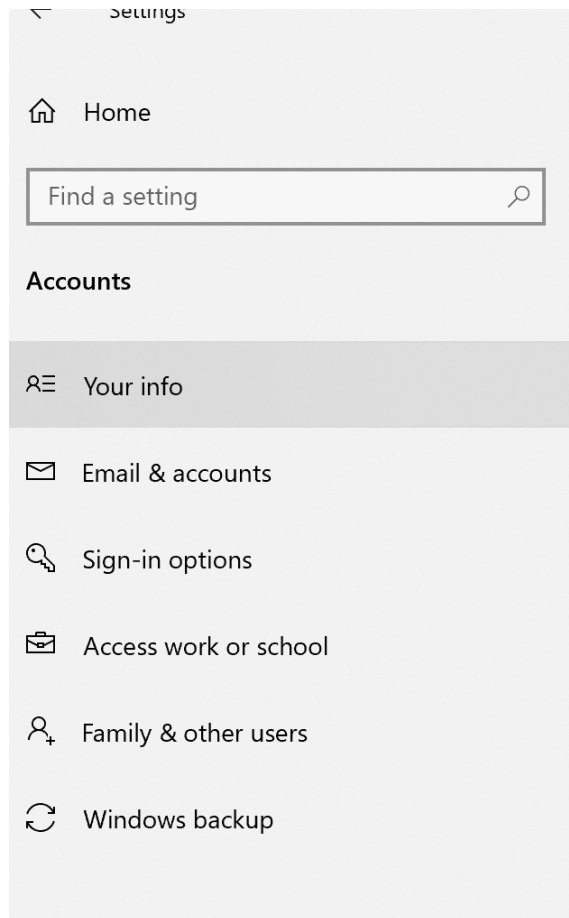 Settings
Home
Find a setting
Accounts
Your info
Email & accounts
Sign-in options
Access work or school
Family & other users
Windows backup